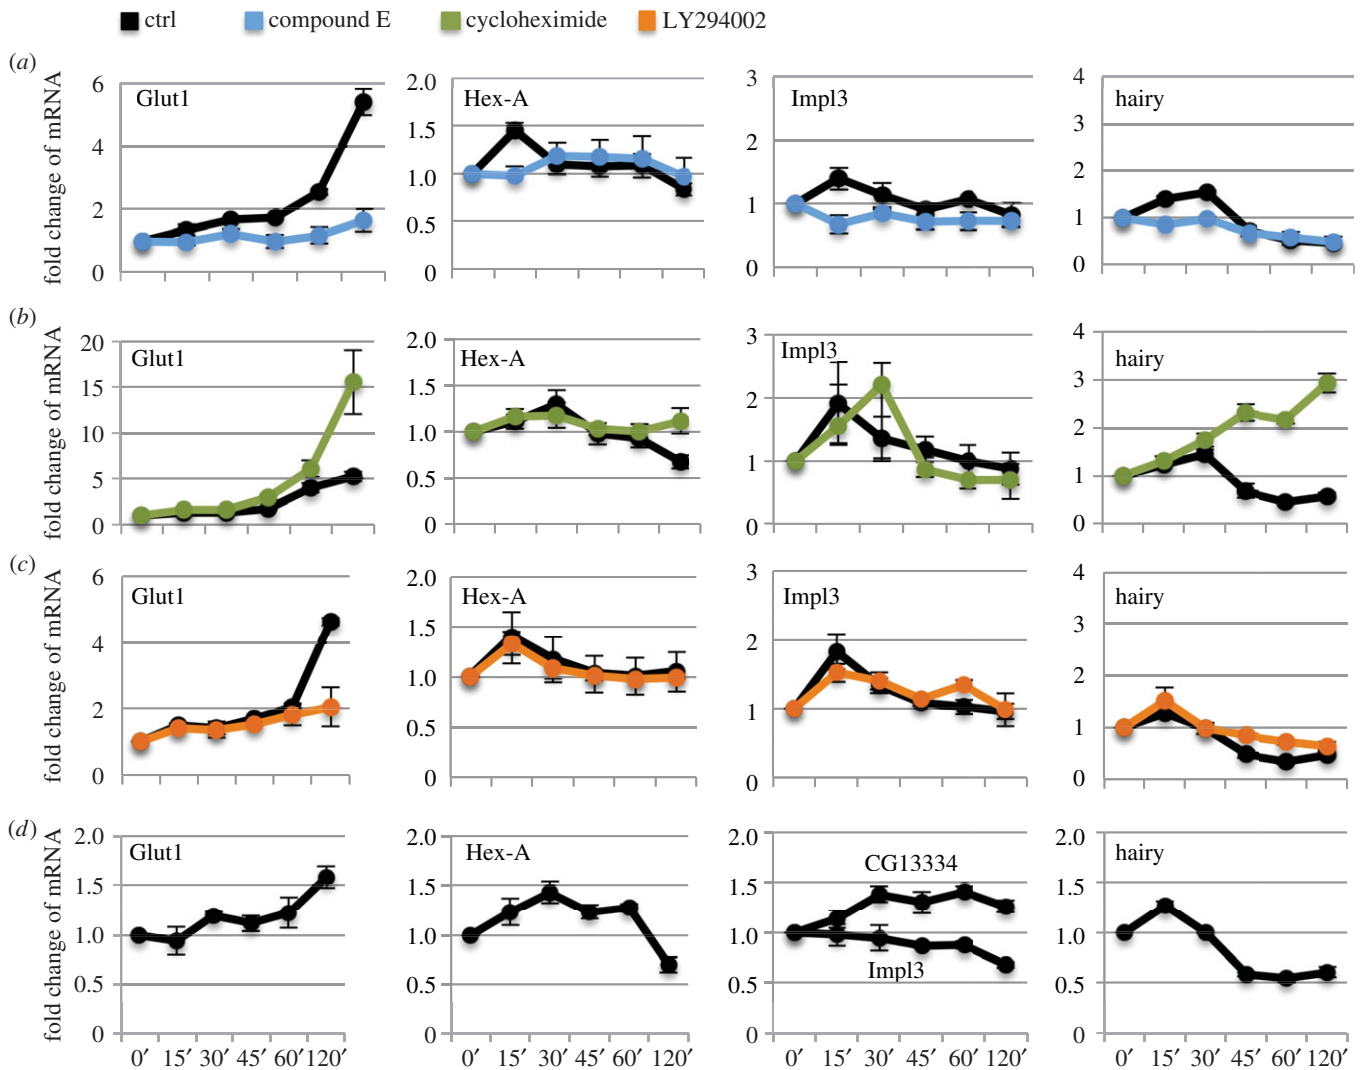 ctrl compound E cycloheximide LY294002
(a)
fold change of mRNA
6
4
2
0
Glut1
2.0
1.5
1.0
0.5
0
Hex-A
3
2
1
0
Impl3
4
3
2
1
0
hairy
(b)
fold change of mRNA
20
15
10
5
0
Glut1
2.0
1.5
1.0
0.5
0
Hex-A
3
2
1
0
Impl3
4
3
2
1
0
hairy
(c)
fold change of mRNA
6
4
2
0
Glut1
2.0
1.5
1.0
0.5
0
Hex-A
3
2
1
0
Impl3
4
3
2
1
0
hairy
(d)
fold change of mRNA
2.0
1.5
1.0
0.5
0
Glut1
2.0
1.5
1.0
0.5
0
Hex-A
2.0
1.5
1.0
0.5
0
CG13334
Impl3
2.0
1.5
1.0
0.5
0
hairy
0′ 15′ 30′ 45′ 60′ 120′
0′ 15′ 30′ 45′ 60′ 120′
0′ 15′ 30′ 45′ 60′ 120′
0′ 15′ 30′ 45′ 60′ 120′